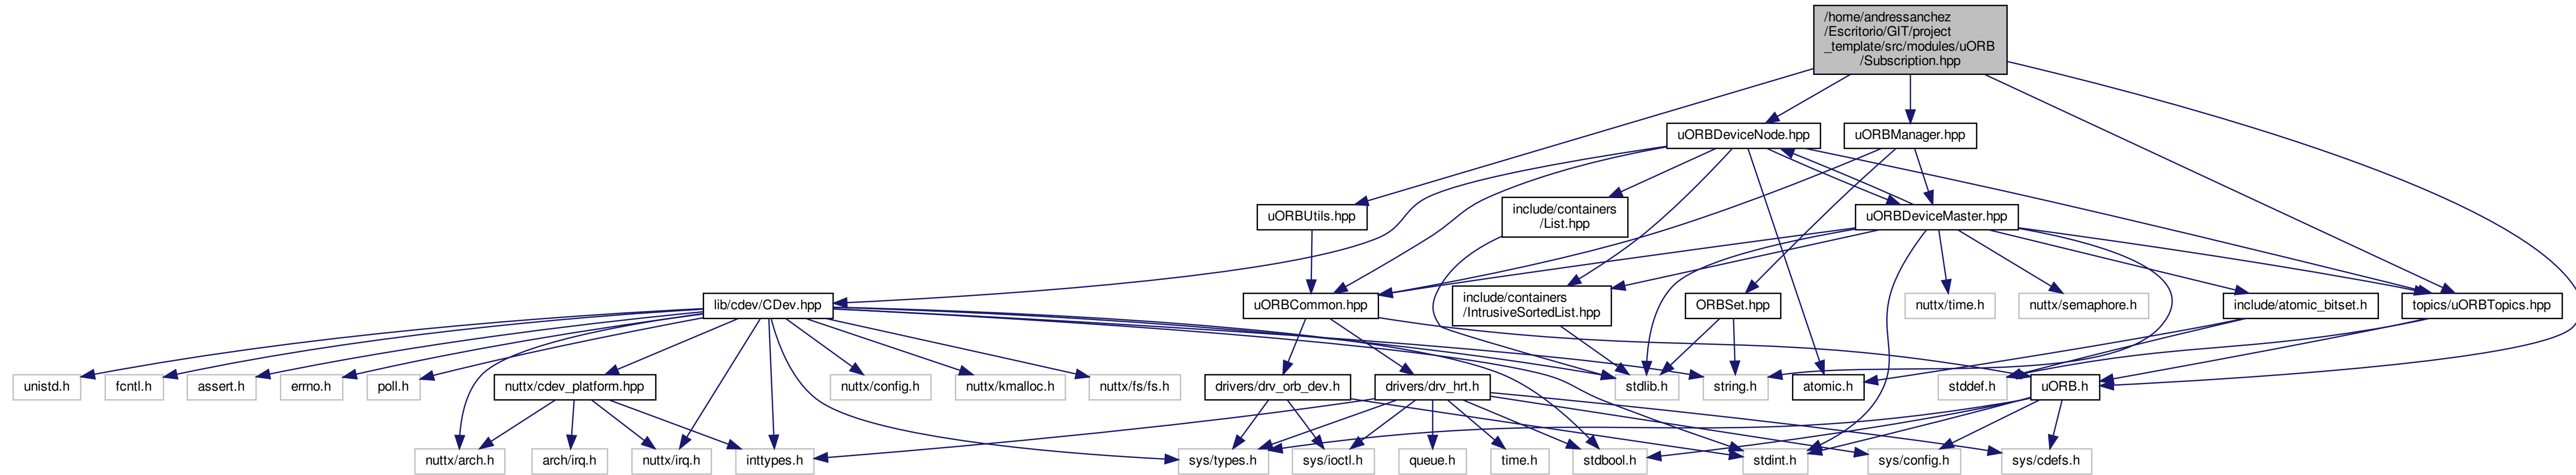 /home/andressanchez
/Escritorio/GIT/project
_template/src/modules/uORB
/Subscription.hpp
uORBDeviceNode.hpp
uORBManager.hpp
uORBUtils.hpp
include/containers
/List.hpp
uORBDeviceMaster.hpp
lib/cdev/CDev.hpp
uORBCommon.hpp
include/containers
/IntrusiveSortedList.hpp
ORBSet.hpp
nuttx/time.h
nuttx/semaphore.h
include/atomic_bitset.h
topics/uORBTopics.hpp
unistd.h
fcntl.h
assert.h
errno.h
poll.h
nuttx/cdev_platform.hpp
nuttx/config.h
nuttx/kmalloc.h
nuttx/fs/fs.h
drivers/drv_orb_dev.h
drivers/drv_hrt.h
stdlib.h
string.h
atomic.h
stddef.h
uORB.h
nuttx/arch.h
arch/irq.h
nuttx/irq.h
inttypes.h
sys/types.h
sys/ioctl.h
queue.h
time.h
stdbool.h
stdint.h
sys/config.h
sys/cdefs.h